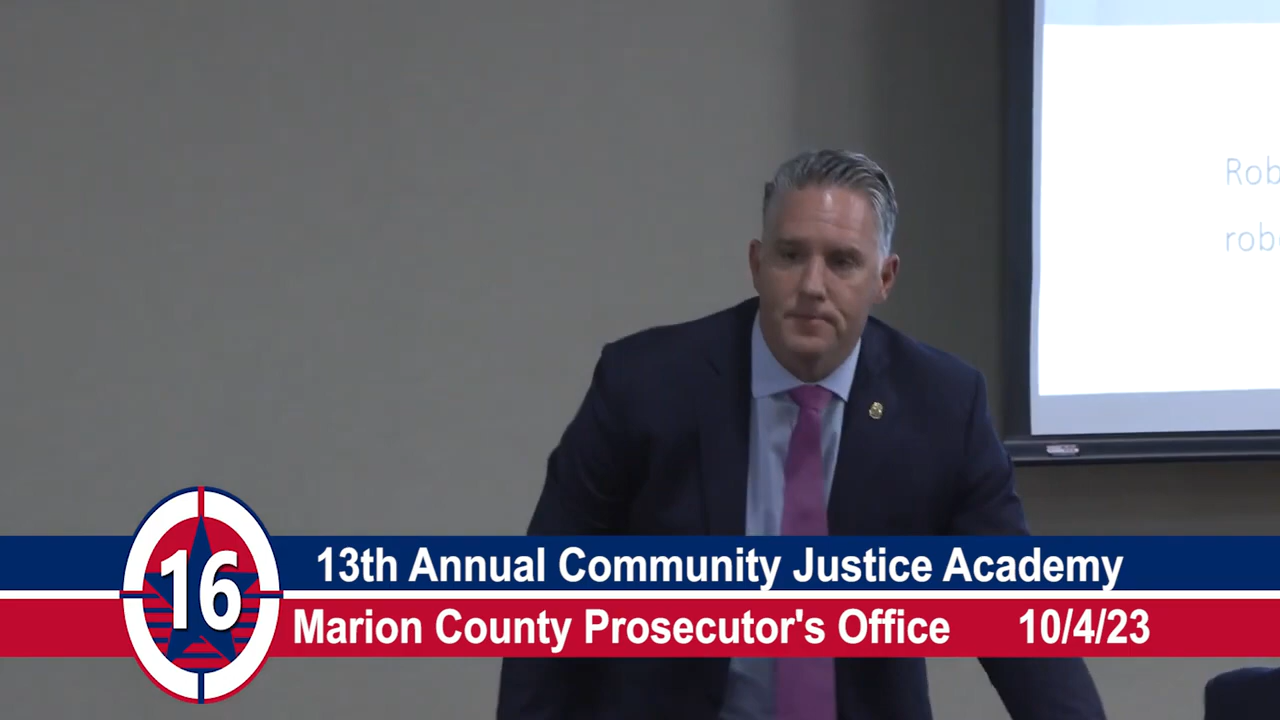 Rob
rob
13th Annual Community Justice Academy
16
Marion County Prosecutor's Office 10/4/23